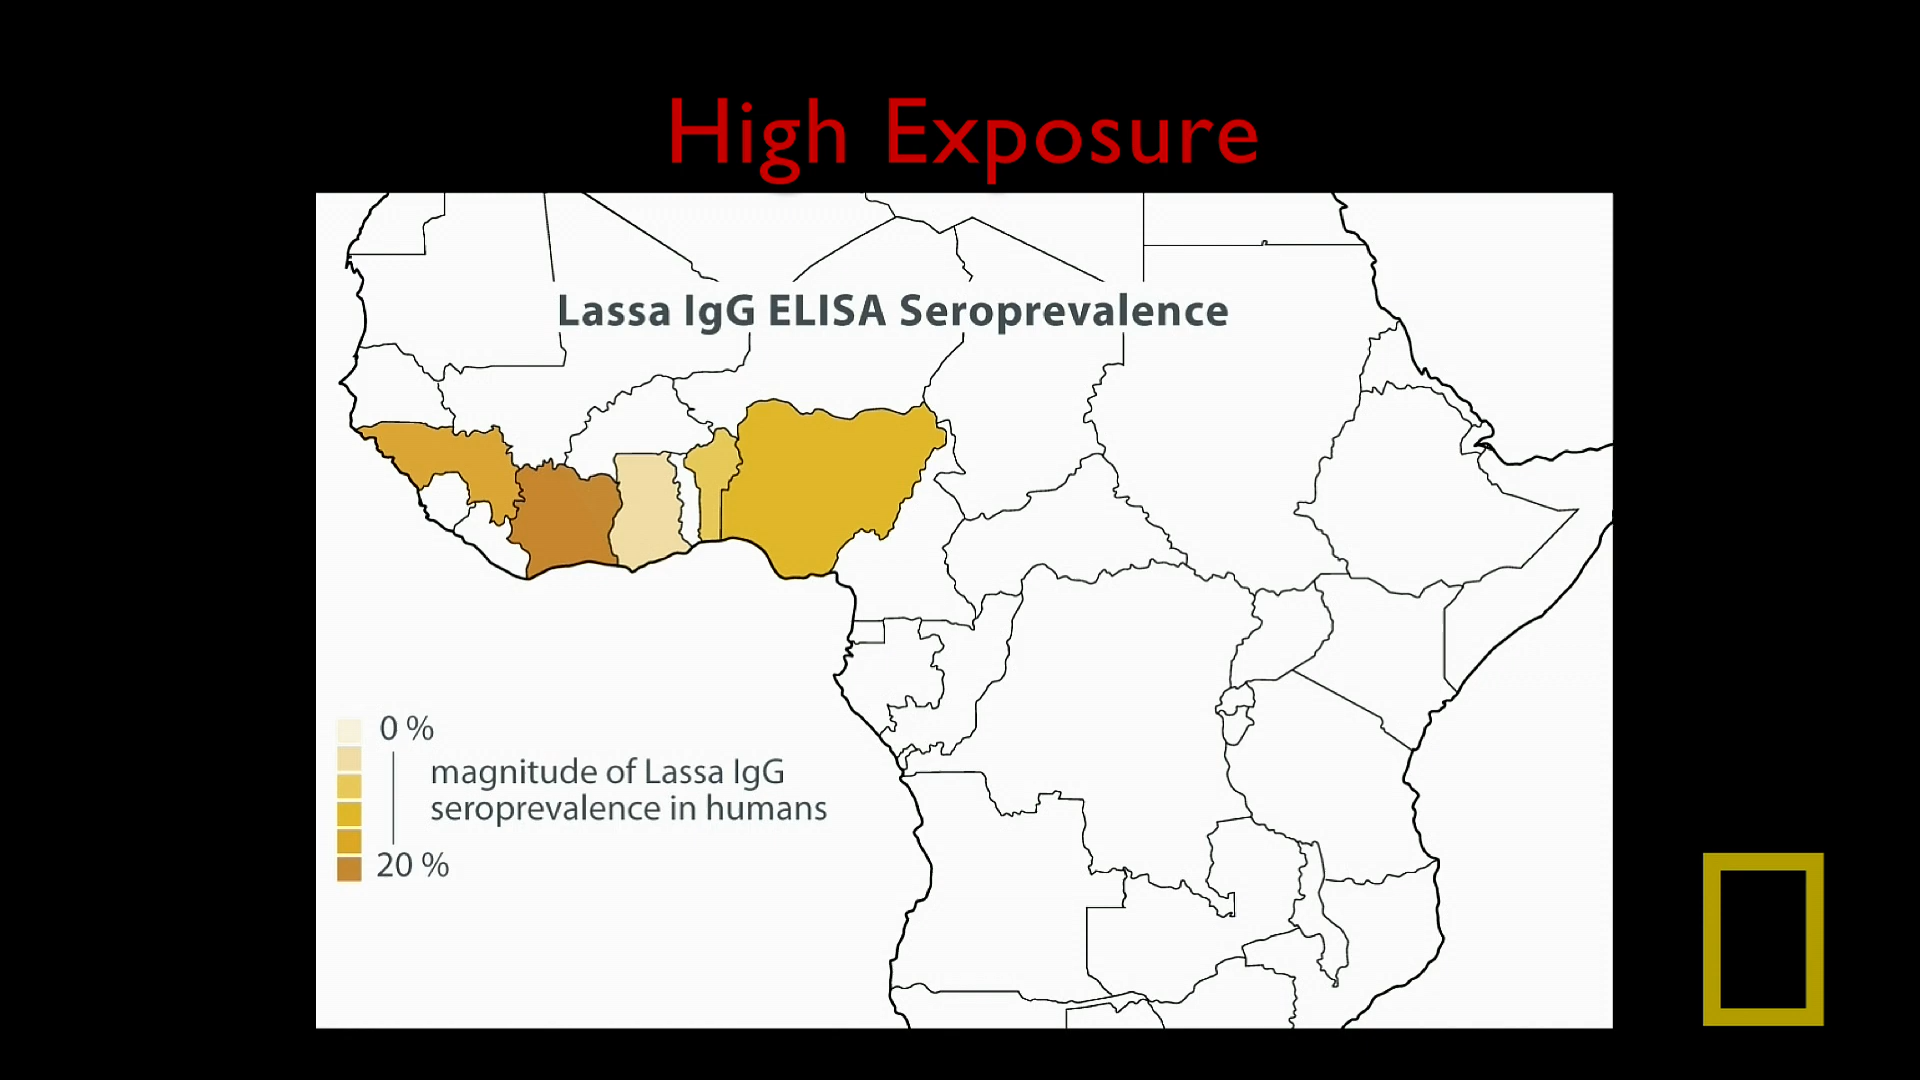 High Exposure
Lassa IgG ELISA Seroprevalence
0 %
magnitude of Lassa IgG
seroprevalence in humans
20 %